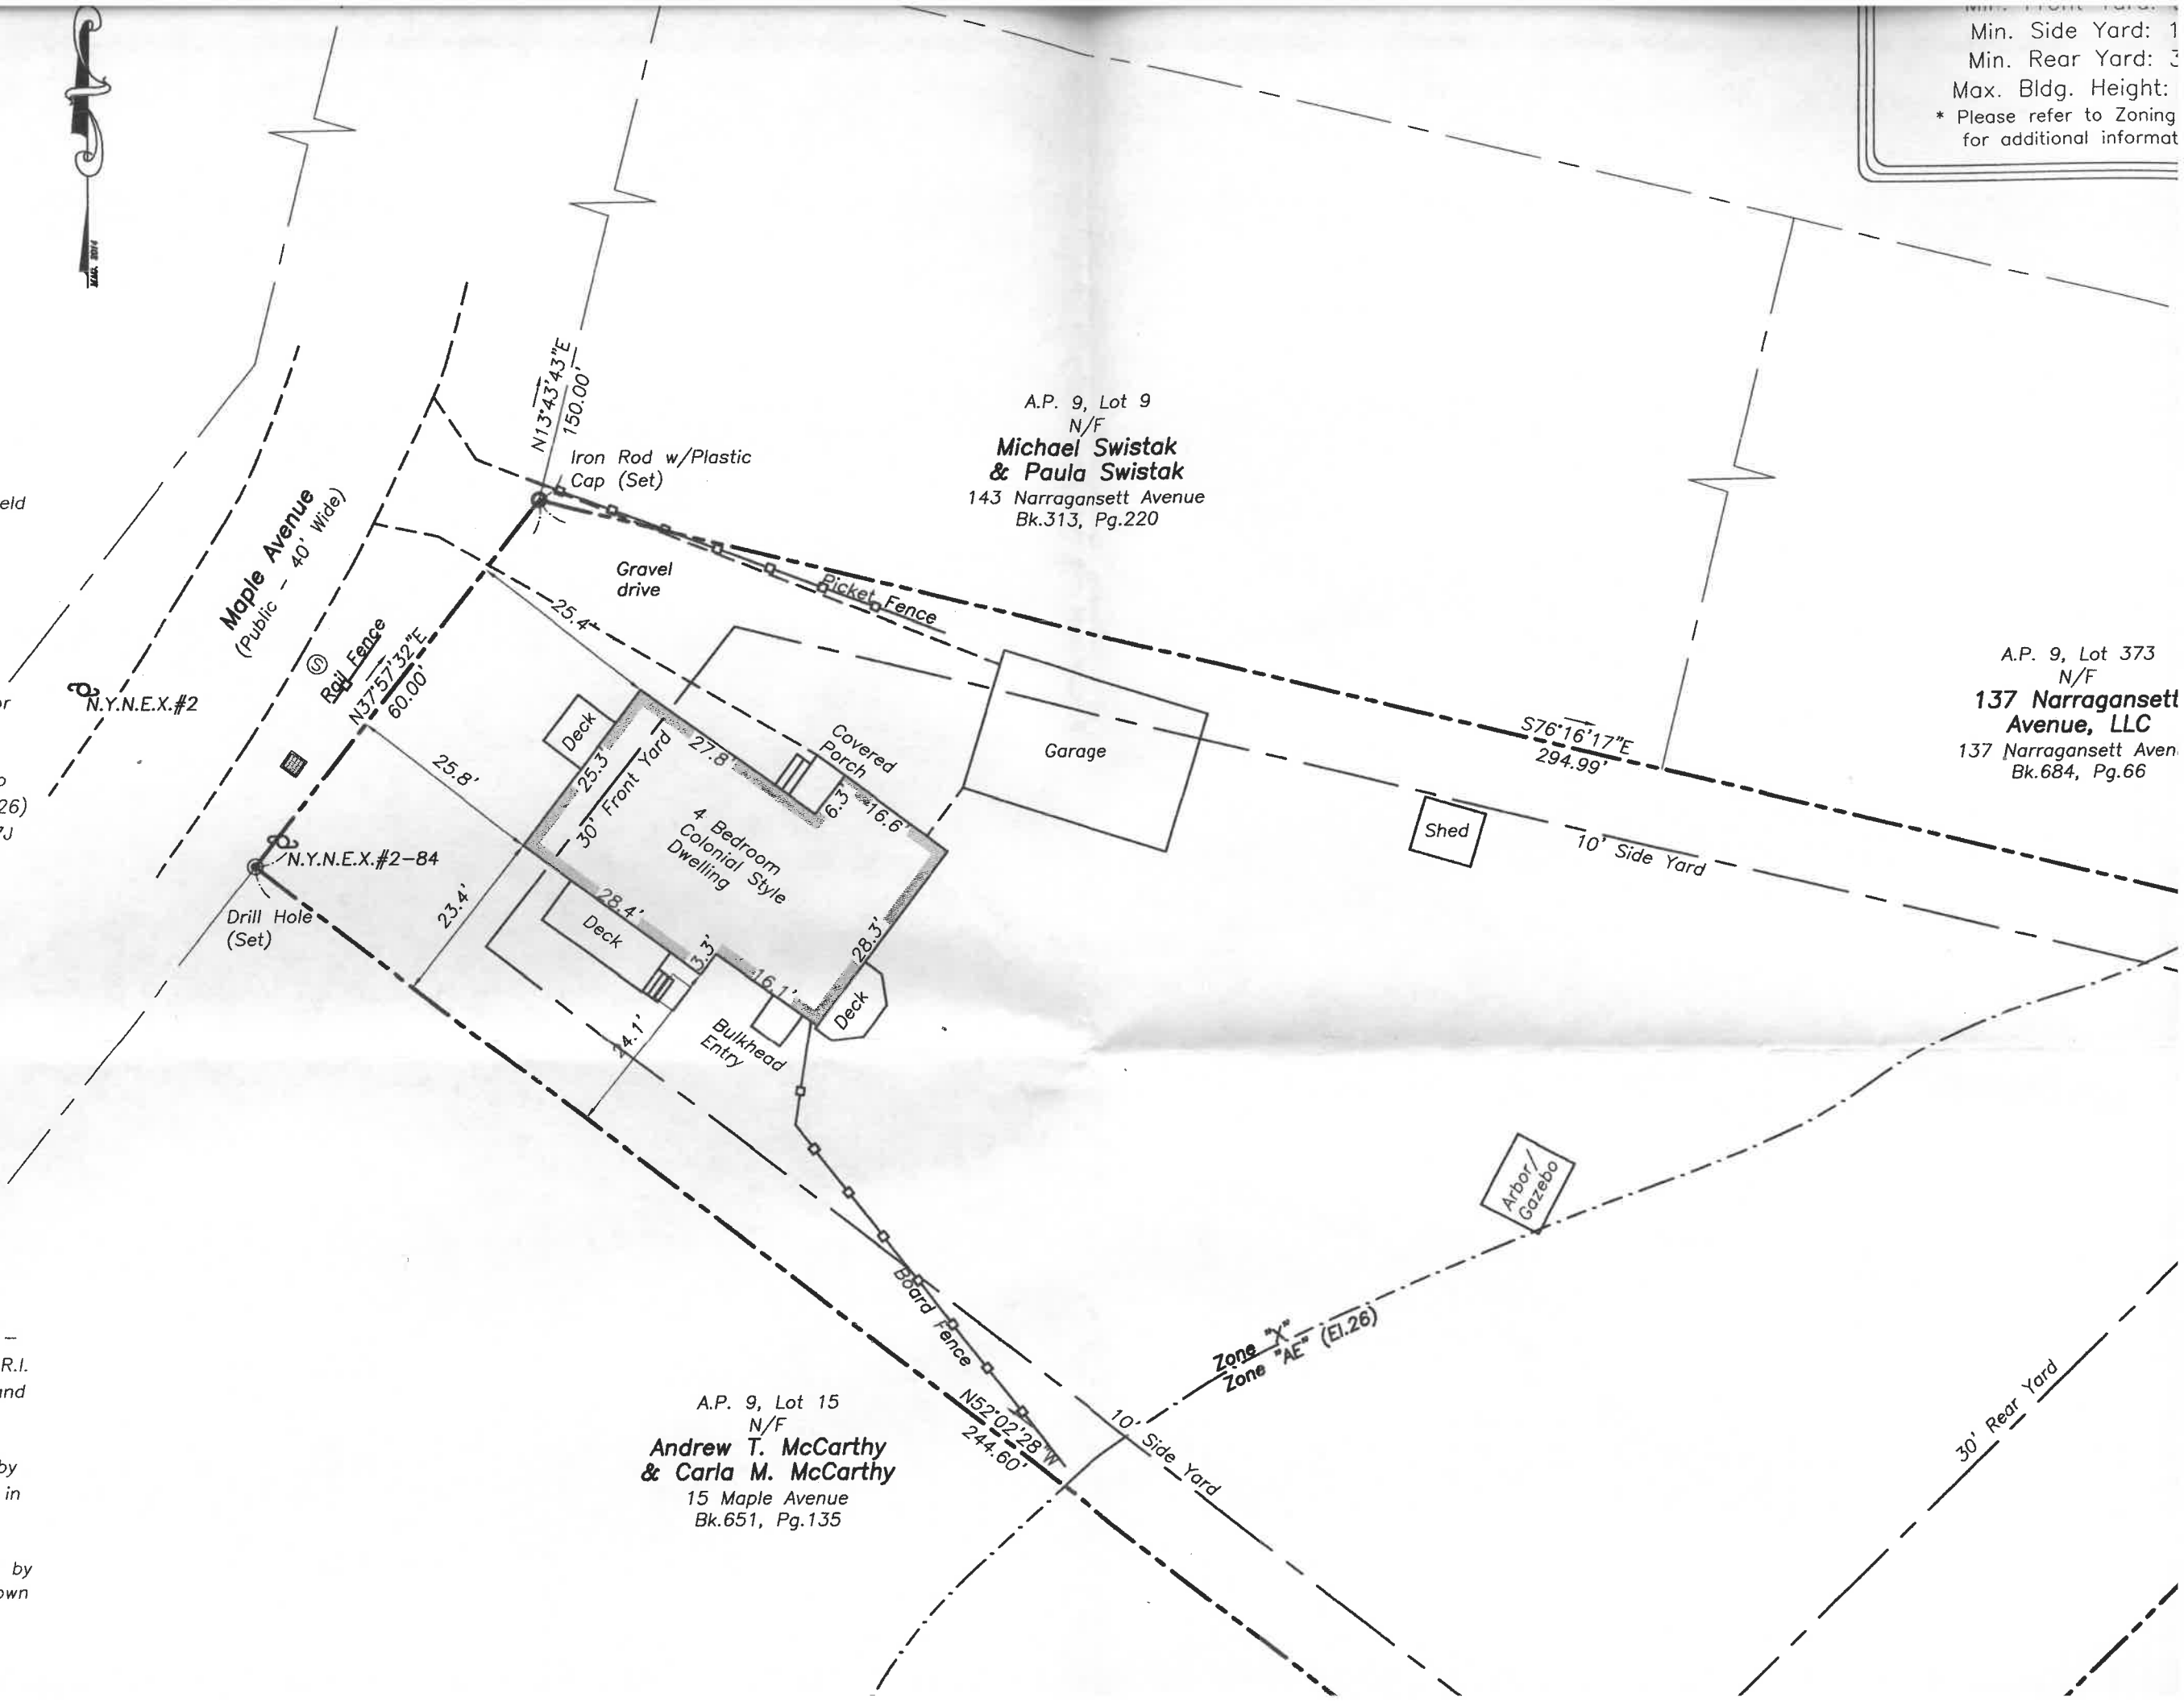 Min. Side Yard: 1
Min. Rear Yard: 3
Max. Bldg. Height:
* Please refer to Zoning
for additional informat
M.N.D. 2014
N13°43'43"E
150.00'
Iron Rod w/Plastic
Cap (Set)
A.P. 9, Lot 9
N/F
Michael Swistak
& Paula Swistak
143 Narragansett Avenue
Bk.313, Pg.220
eld
Maple Avenue
(Public - 40' Wide)
Gravel
drive
Picket Fence
25.4'
S
Rail Fence
N37°57'32"E
60.00'
or
N.Y.N.E.X.#2
A.P. 9, Lot 373
N/F
137 Narragansett
Avenue, LLC
137 Narragansett Aven
Bk.684, Pg.66
Deck
25.3'
30' Front Yard
27.8'
Covered
Porch
6.3'
16.6'
Garage
S76°16'17"E
294.99'
25.8'
26)
7J
4 Bedroom
Colonial Style
Dwelling
Shed
10' Side Yard
N.Y.N.E.X.#2-84
Drill Hole
(Set)
23.4'
28.4'
Deck
3.3'
28.3'
16.1'
Deck
24.1'
Bulkhead
Entry
Arbor/
Gazebo
Board Fence
Zone "X"
Zone "AE" (El.26)
R.I.
and
by
in
by
own
A.P. 9, Lot 15
N/F
Andrew T. McCarthy
& Carla M. McCarthy
15 Maple Avenue
Bk.651, Pg.135
N52°02'28"W
244.60'
10' Side Yard
30' Rear Yard